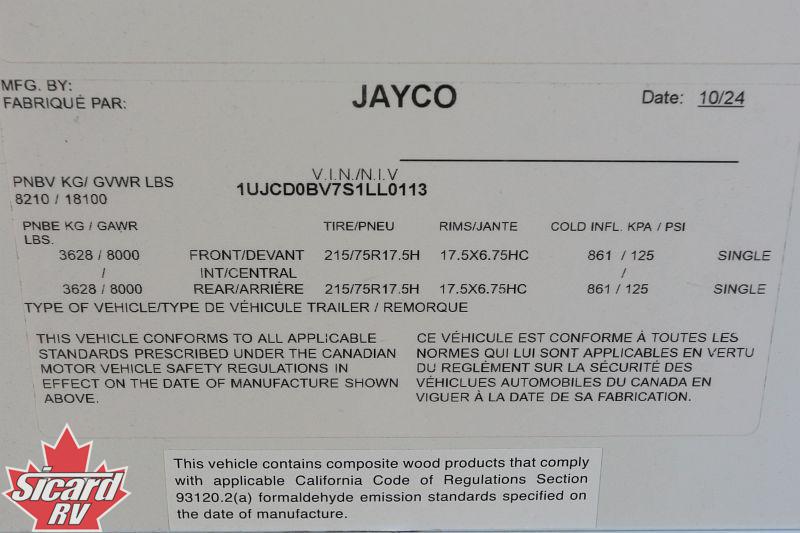 MFG. BY:
FABRIQUÉ PAR:
JAYCO
Date: 10/24
V.I.N./N.I.V
PNBV KG/ GVWR LBS
1UJCD0BV7S1LL0113
8210 / 18100
PNBE KG / GAWR LBS. TIRE/PNEU RIMS/JANTE COLD INFL. KPA / PSI
3628 / 8000 FRONT/DEVANT 215/75R17.5H 17.5X6.75HC 861 / 125 SINGLE
/ INT/CENTRAL /
3628 / 8000 REAR/ARRIÈRE 215/75R17.5H 17.5X6.75HC 861 / 125 SINGLE
TYPE OF VEHICLE/TYPE DE VÉHICULE TRAILER / REMORQUE
THIS VEHICLE CONFORMS TO ALL APPLICABLE
STANDARDS PRESCRIBED UNDER THE CANADIAN
MOTOR VEHICLE SAFETY REGULATIONS IN
EFFECT ON THE DATE OF MANUFACTURE SHOWN
ABOVE.
CE VÉHICULE EST CONFORME À TOUTES LES
NORMES QUI LUI SONT APPLICABLES EN VERTU
DU REGLÉMENT SUR LA SÉCURITÉ DES
VÉHICLUES AUTOMOBILES DU CANADA EN
VIGUER À LA DATE DE SA FABRICATION.
This vehicle contains composite wood products that comply
with applicable California Code of Regulations Section
93120.2(a) formaldehyde emission standards specified on
the date of manufacture.
Sicard
RV